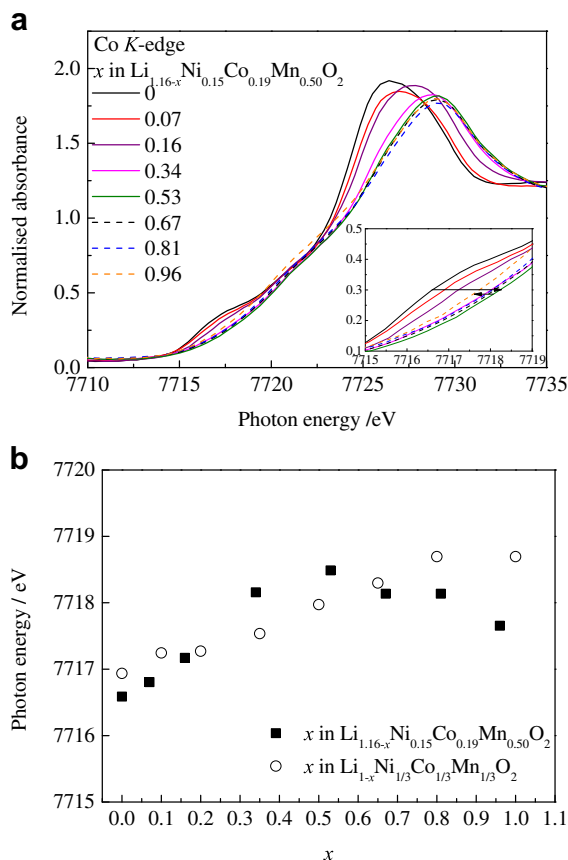 a
Co K-edge
x in Li1.16-xNi0.15Co0.19Mn0.50O2
0
0.07
0.16
0.34
0.53
0.67
0.81
0.96
Normalised absorbance
2.0
1.5
1.0
0.5
0.0
7710 7715 7720 7725 7730 7735
Photon energy /eV
0.5
0.4
0.3
0.2
0.1
7715 7716 7717 7718 7719
b
Photon energy / eV
7720
7719
7718
7717
7716
7715
x in Li1.16-xNi0.15Co0.19Mn0.50O2
x in Li1-xNi1/3Co1/3Mn1/3O2
0.0 0.1 0.2 0.3 0.4 0.5 0.6 0.7 0.8 0.9 1.0 1.1
x